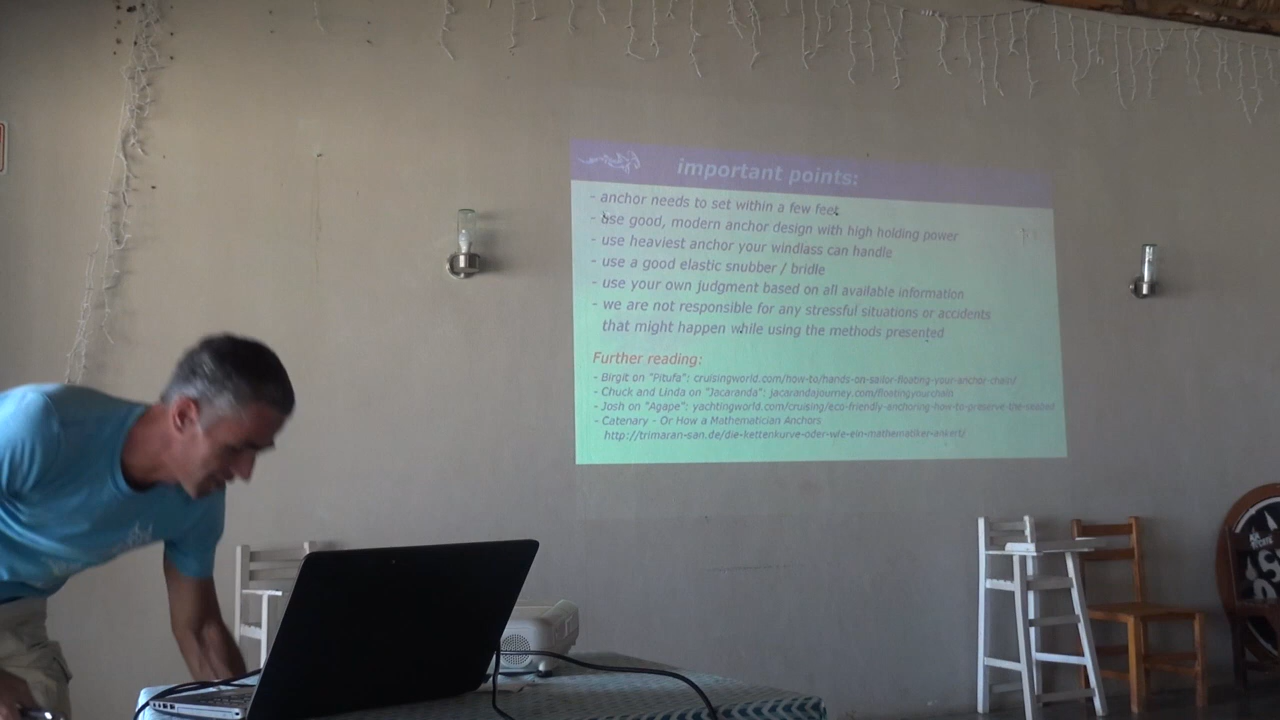 important points:
- anchor needs to set within a few feet
- use good, modern anchor design with high holding power
- use heaviest anchor your windlass can handle
- use a good elastic snubber / bridle
- use your own judgment based on all available information
- we are not responsible for any stressful situations or accidents
that might happen while using the methods presented
Further reading:
- Birgit on "Pitufa": cruisingworld.com/how-to/hands-on-sailor-floating-your-anchor-chain/
- Chuck and Linda on "Jacaranda": jacarandajourney.com/floatingyourchain
- Josh on "Agape": yachtingworld.com/cruising/eco-friendly-anchoring-how-to-preserve-the-seabed
- Catenary - Or How a Mathematician Anchors
http://trimaran-san.de/die-kettenkurve-oder-wie-ein-mathematiker-ankert/